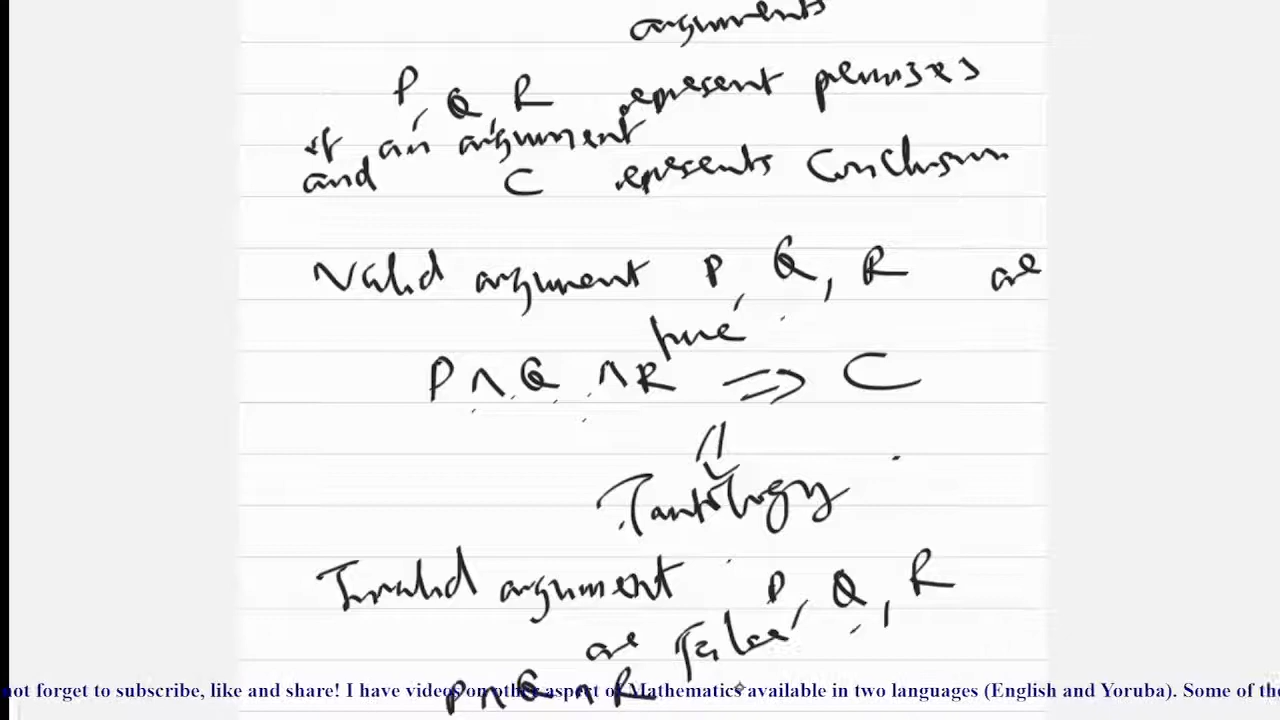 arguments
P, Q, R represent premises
if an argument
and C represents Conclusion
Valid argument P, Q, R are
true
P ∧ Q ∧ R ⇒ C
Tautology
Invalid argument P, Q, R
are False
P ∧ Q ∧ R
not forget to subscribe, like and share! I have videos on other aspect of Mathematics available in two languages (English and Yoruba). Some of the